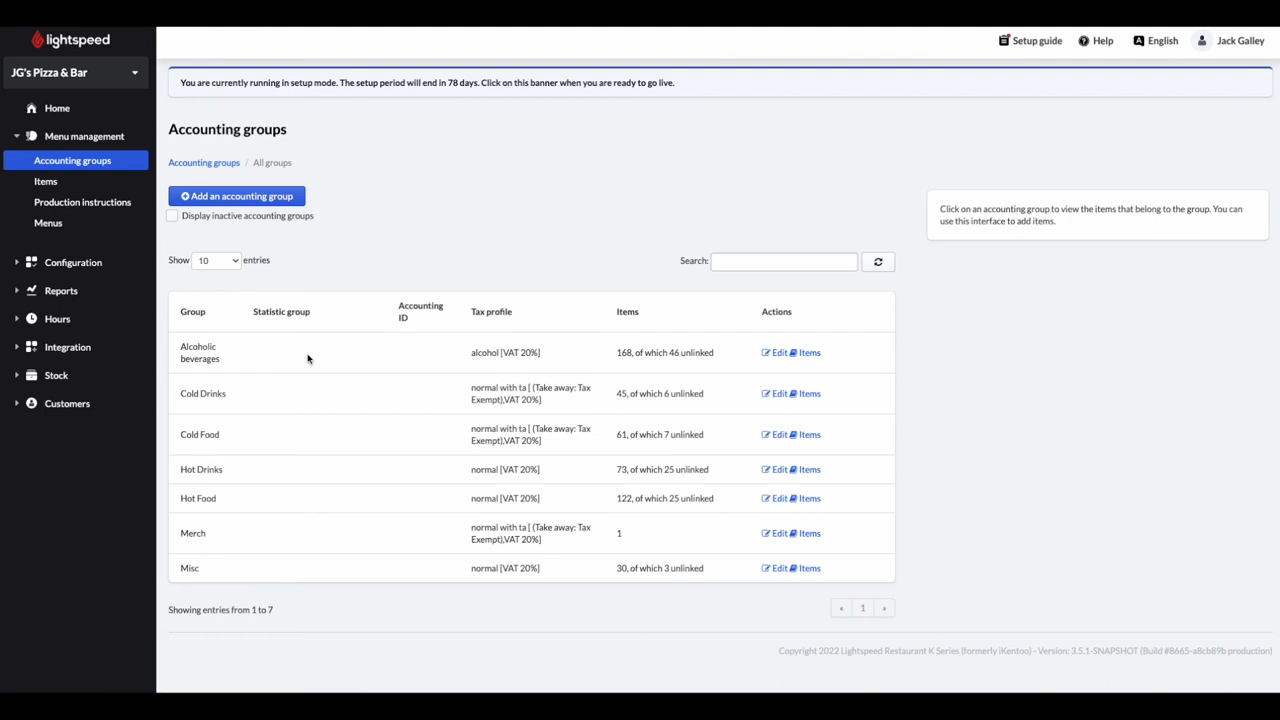 lightspeed
Setup guide
Help
English
Jack Galley
JG's Pizza & Bar
Home
Menu management
Accounting groups
Items
Production instructions
Menus
Configuration
Reports
Hours
Integration
Stock
Customers
You are currently running in setup mode. The setup period will end in 78 days. Click on this banner when you are ready to go live.
Accounting groups
Accounting groups / All groups
Add an accounting group
Display inactive accounting groups
Click on an accounting group to view the items that belong to the group. You can
use this interface to add items.
Show 10 entries
Search:
Group Statistic group Accounting ID Tax profile Items Actions
Alcoholic beverages alcohol [VAT 20%] 168, of which 46 unlinked Edit Items
Cold Drinks normal with ta [ (Take away: Tax Exempt),VAT 20%] 45, of which 6 unlinked Edit Items
Cold Food normal with ta [ (Take away: Tax Exempt),VAT 20%] 61, of which 7 unlinked Edit Items
Hot Drinks normal [VAT 20%] 73, of which 25 unlinked Edit Items
Hot Food normal [VAT 20%] 122, of which 25 unlinked Edit Items
Merch normal with ta [ (Take away: Tax Exempt),VAT 20%] 1 Edit Items
Misc normal [VAT 20%] 30, of which 3 unlinked Edit Items
Showing entries from 1 to 7
« 1 »
Copyright 2022 Lightspeed Restaurant K Series (formerly iKentoo) - Version: 3.5.1-SNAPSHOT (Build #8665-a8cb89b production)